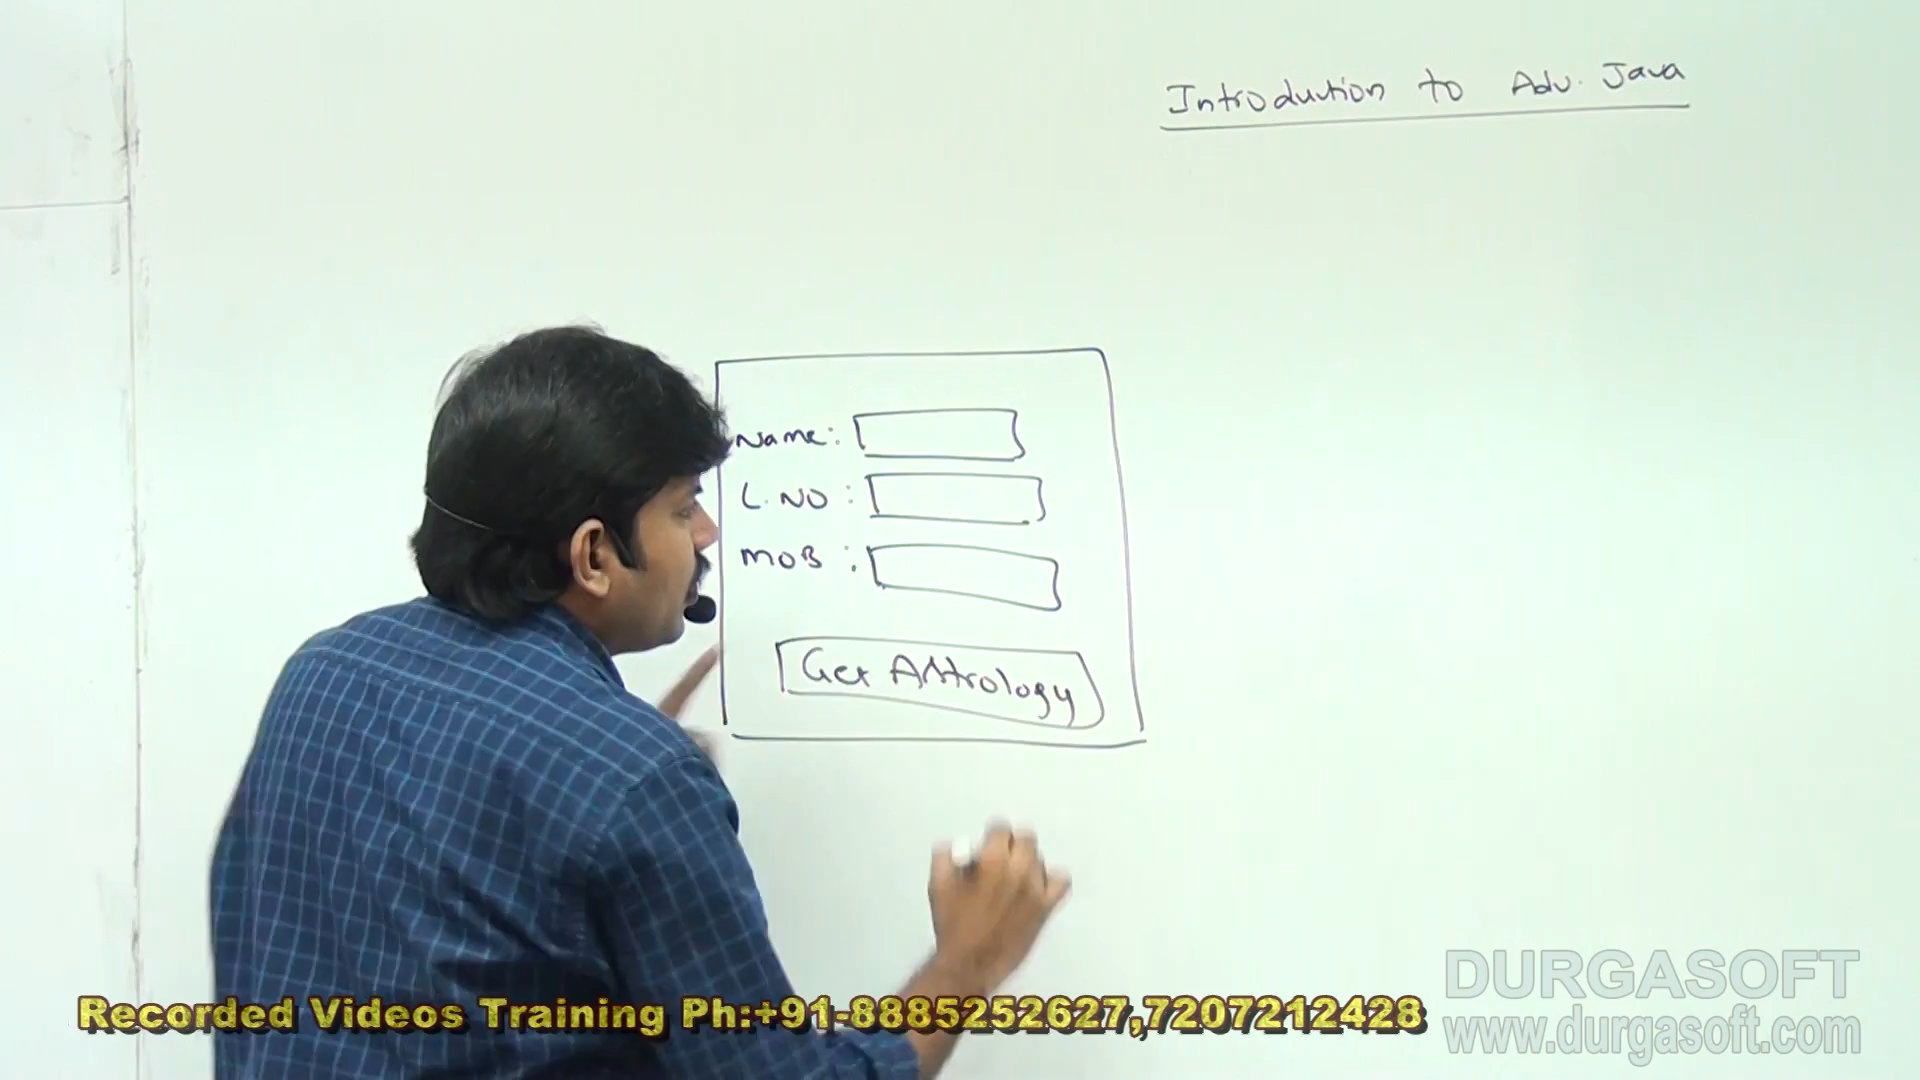 Introduction to Adv. Java
Name:
L.NO :
MOB :
Get Astrology
Recorded Videos Training Ph:+91-8885252627,7207212428
DURGASOFT
www.durgasoft.com